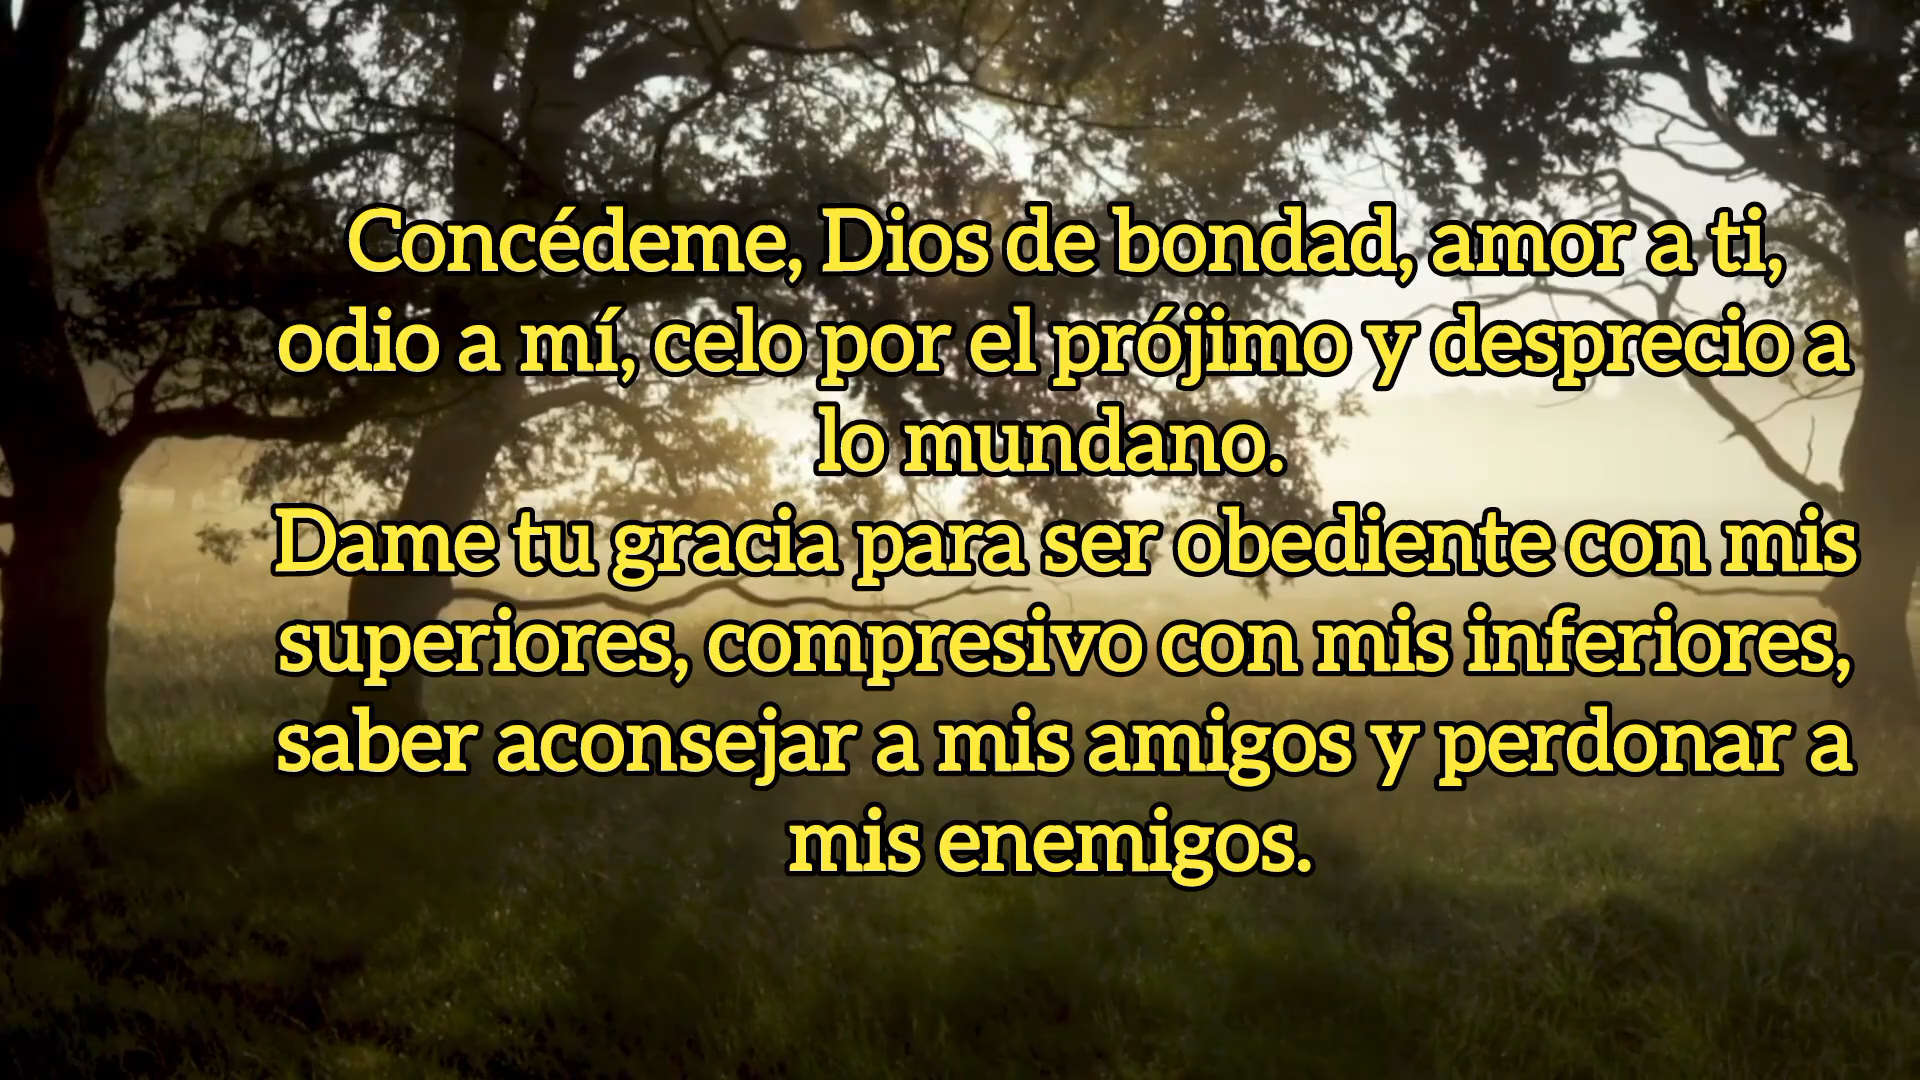 Concédeme, Dios de bondad, amor a ti,
odio a mí, celo por el prójimo y desprecio a
lo mundano.
Dame tu gracia para ser obediente con mis
superiores, compresivo con mis inferiores,
saber aconsejar a mis amigos y perdonar a
mis enemigos.